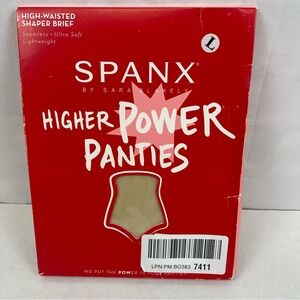 HIGH-WAISTED
SHAPER BRIEF
Seamless • Ultra Soft
Lightweight
L
SPANX®
BY SARA BLAKELY
HIGHER POWER
PANTIES
LPN PM BO383 7411
WE PUT THE POWER IN